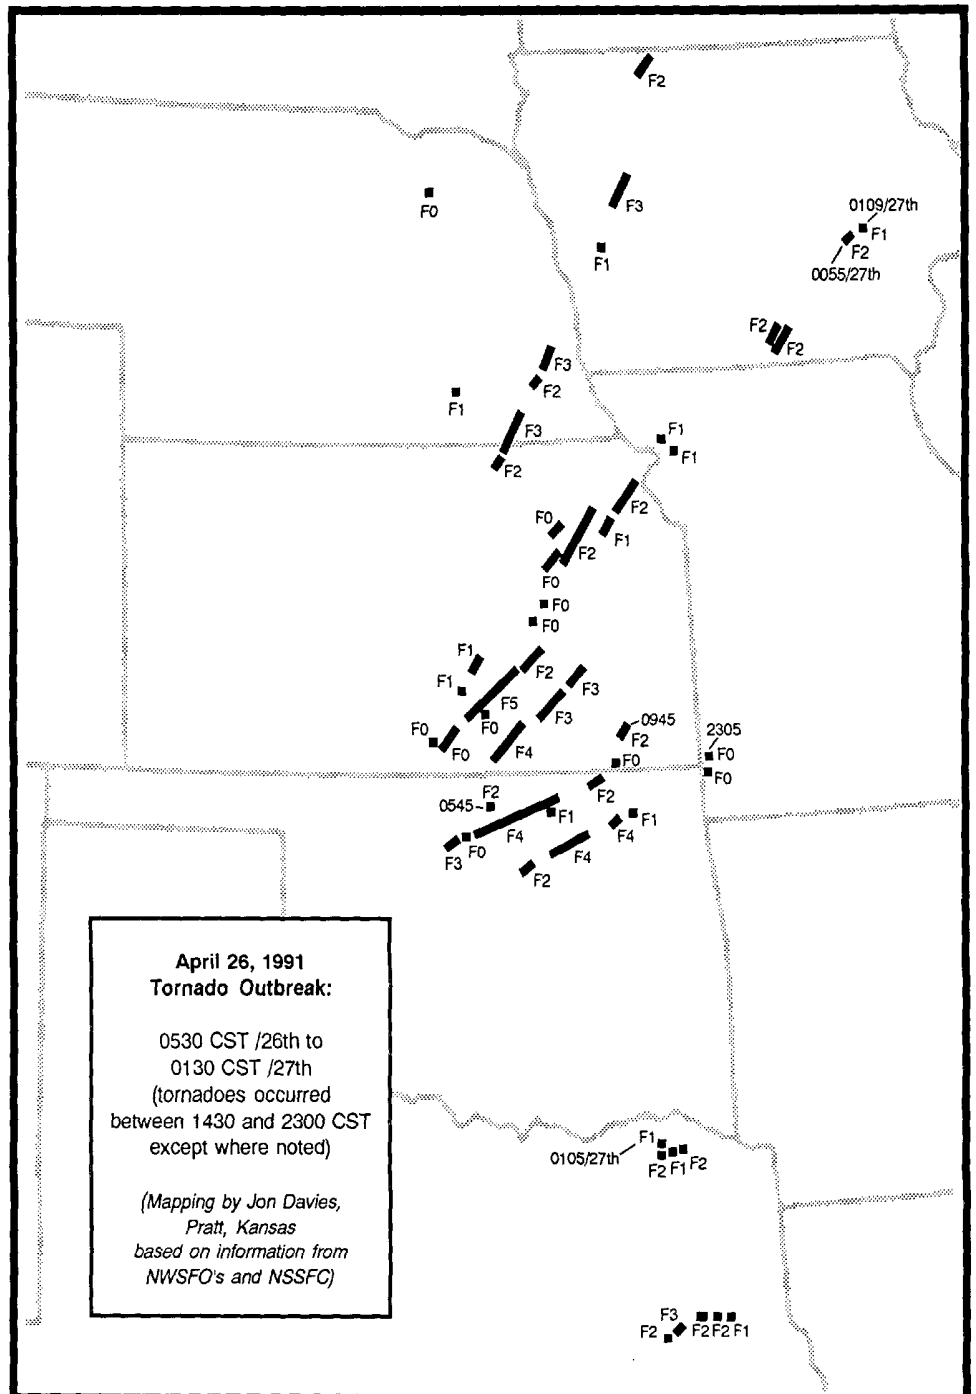 F2
F3
F0
F1
0109/27th
F1
F2
0055/27th
F2
F2
F3
F2
F1
F3
F2
F1
F1
F2
F0
F1
F2
F0
F0
F0
F1
F2
F1
F3
F5
F3
F0
F0
F0
F4
0945
F2
F0
2305
F0
F0
F2
F2
0545~
F1
F1
F4
F4
F0
F3
F4
F2
April 26, 1991
Tornado Outbreak:
0530 CST /26th to
0130 CST /27th
(tornadoes occurred
between 1430 and 2300 CST
except where noted)
(Mapping by Jon Davies,
Pratt, Kansas
based on information from
NWSFO's and NSSFC)
F1
0105/27th
F2 F1 F2
F3
F2
F2 F2 F1